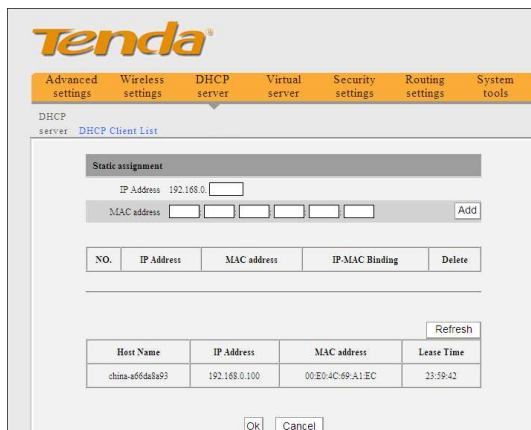 Tenda®
Advanced settings Wireless settings DHCP server Virtual server Security settings Routing settings System tools
DHCP server DHCP Client List
Static assignment
IP Address 192.168.0.
MAC address : : : : : Add
NO. IP Address MAC address IP-MAC Binding Delete
Refresh
Host Name IP Address MAC address Lease Time
china-a66da8a93 192.168.0.100 00:E0:4C:69:A1:EC 23:59:42
Ok Cancel